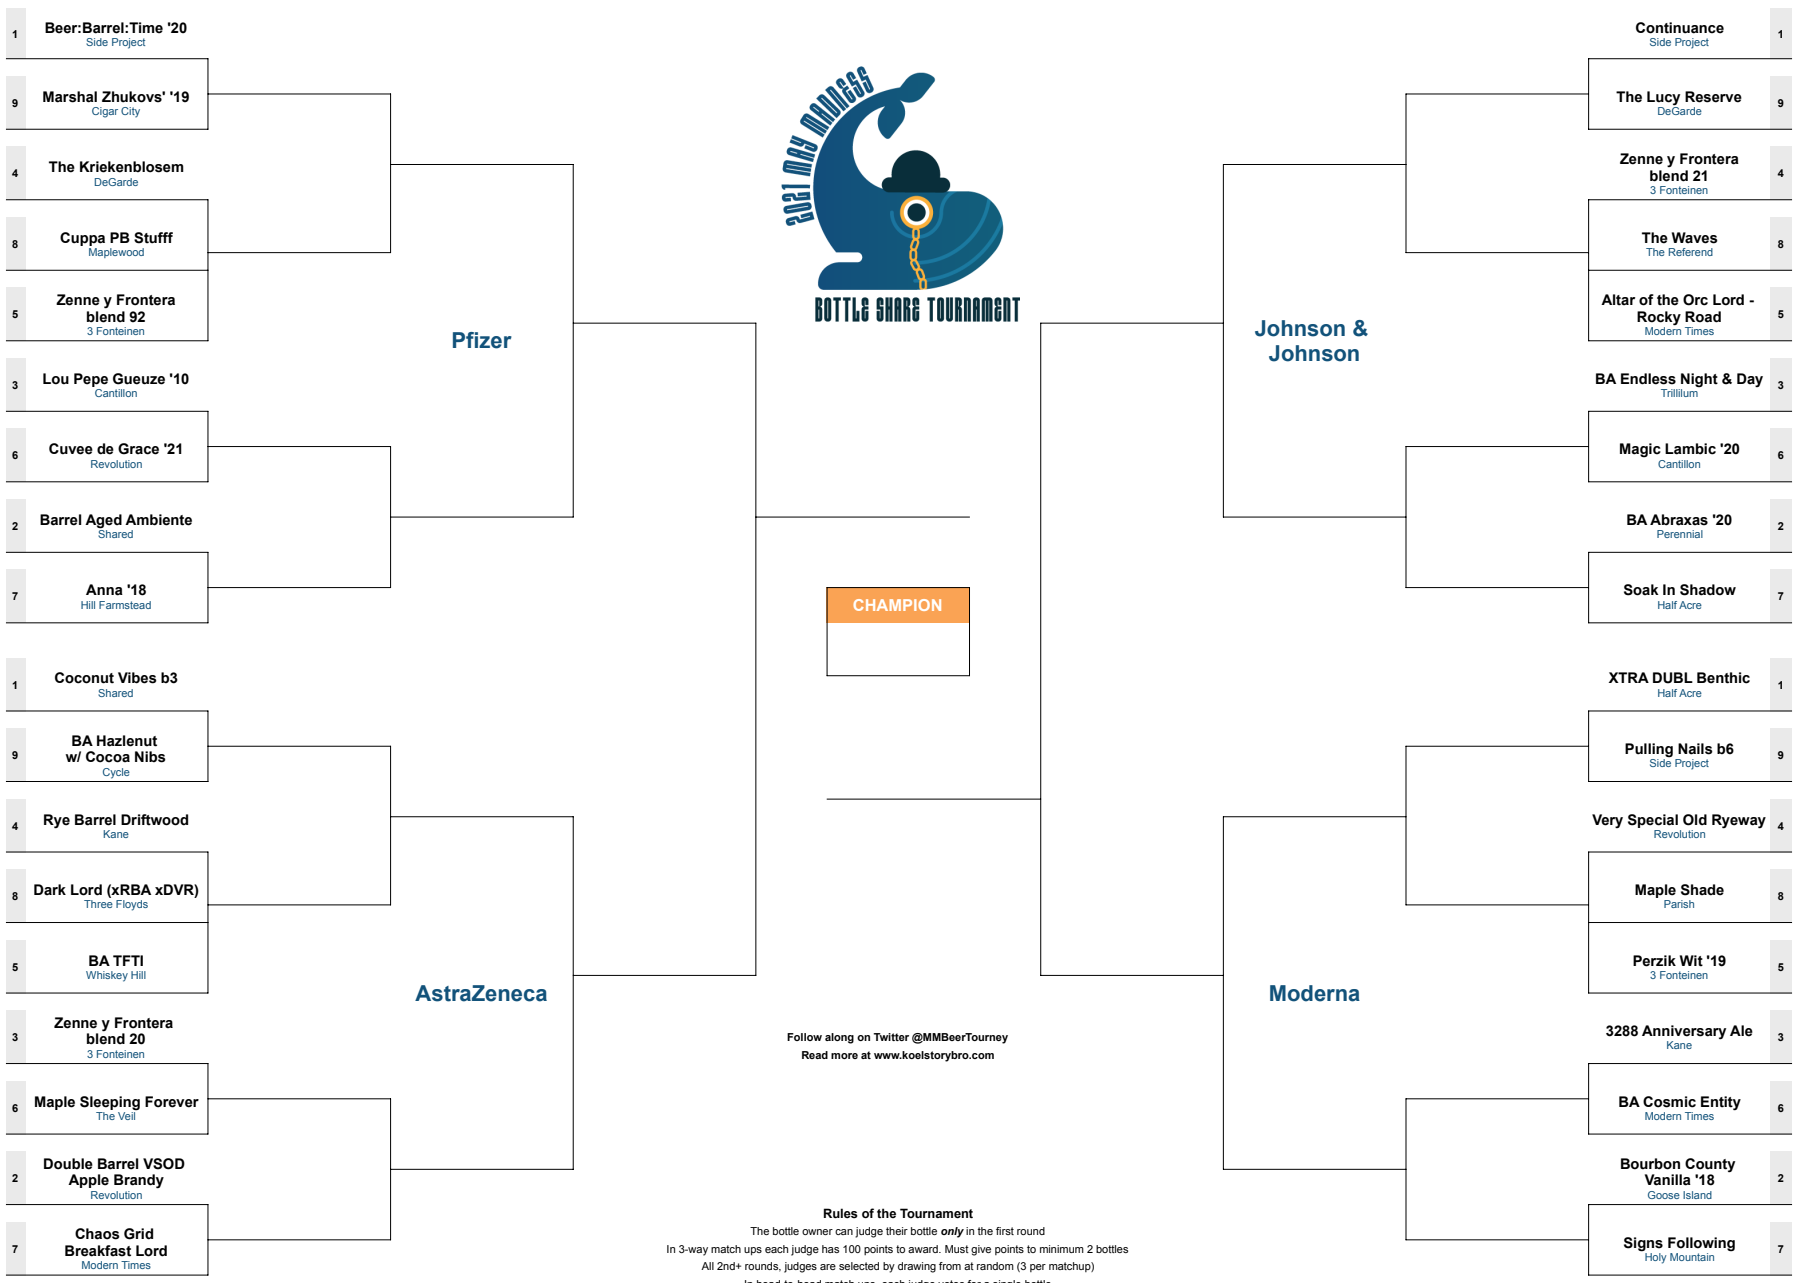 1
Beer:Barrel:Time '20
Side Project
9
Marshal Zhukovs' '19
Cigar City
4
The Kriekenblosem
DeGarde
8
Cuppa PB Stufff
Maplewood
5
Zenne y Frontera
blend 92
3 Fonteinen
3
Lou Pepe Gueuze '10
Cantillon
6
Cuvee de Grace '21
Revolution
2
Barrel Aged Ambiente
Shared
7
Anna '18
Hill Farmstead
Pfizer
1
Coconut Vibes b3
Shared
9
BA Hazlenut
w/ Cocoa Nibs
Cycle
4
Rye Barrel Driftwood
Kane
8
Dark Lord (xRBA xDVR)
Three Floyds
5
BA TFTI
Whiskey Hill
3
Zenne y Frontera
blend 20
3 Fonteinen
6
Maple Sleeping Forever
The Veil
2
Double Barrel VSOD
Apple Brandy
Revolution
7
Chaos Grid
Breakfast Lord
Modern Times
AstraZeneca
2021 MAY MADNESS
BOTTLE SHARE TOURNAMENT
CHAMPION
Follow along on Twitter @MMBeerTourney
Read more at www.koelstorybro.com
Rules of the Tournament
The bottle owner can judge their bottle only in the first round
In 3-way match ups each judge has 100 points to award. Must give points to minimum 2 bottles
All 2nd+ rounds, judges are selected by drawing from at random (3 per matchup)
In head to head match ups, each judge votes for a single bottle
Johnson &
Johnson
Continuance
Side Project
1
The Lucy Reserve
DeGarde
9
Zenne y Frontera
blend 21
3 Fonteinen
4
The Waves
The Referend
8
Altar of the Orc Lord -
Rocky Road
Modern Times
5
BA Endless Night & Day
Trillilum
3
Magic Lambic '20
Cantillon
6
BA Abraxas '20
Perennial
2
Soak In Shadow
Half Acre
7
Moderna
XTRA DUBL Benthic
Half Acre
1
Pulling Nails b6
Side Project
9
Very Special Old Ryeway
Revolution
4
Maple Shade
Parish
8
Perzik Wit '19
3 Fonteinen
5
3288 Anniversary Ale
Kane
3
BA Cosmic Entity
Modern Times
6
Bourbon County
Vanilla '18
Goose Island
2
Signs Following
Holy Mountain
7